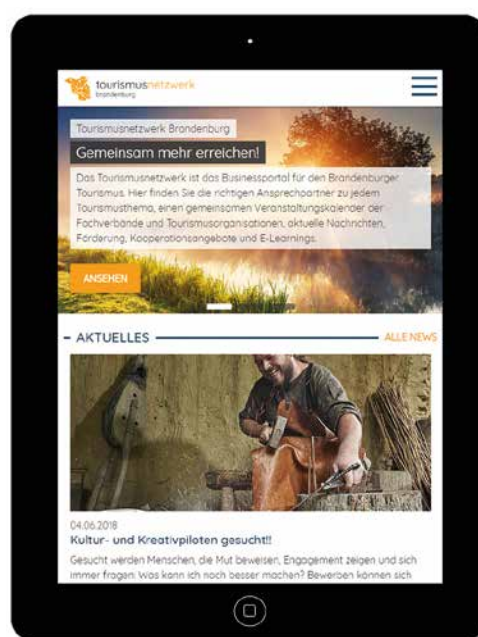 tourismusnetzwerk
brandenburg
Tourismusnetzwerk Brandenburg
Gemeinsam mehr erreichen!
Das Tourismusnetzwerk ist das Businessportal für den Brandenburger
Tourismus. Hier finden Sie die richtigen Ansprechpartner zu jedem
Tourismusthema, einen gemeinsamen Veranstaltungskalender der
Fachverbände und Tourismusorganisationen, aktuelle Nachrichten,
Förderung, Kooperationsangebote und E-Learnings.
ANSEHEN
AKTUELLES
ALLE NEWS
04.06.2018
Kultur- und Kreativpiloten gesucht!!
Gesucht werden Menschen, die Mut beweisen, Engagement zeigen und sich
immer fragen: Was kann ich noch besser machen? Bewerben können sich